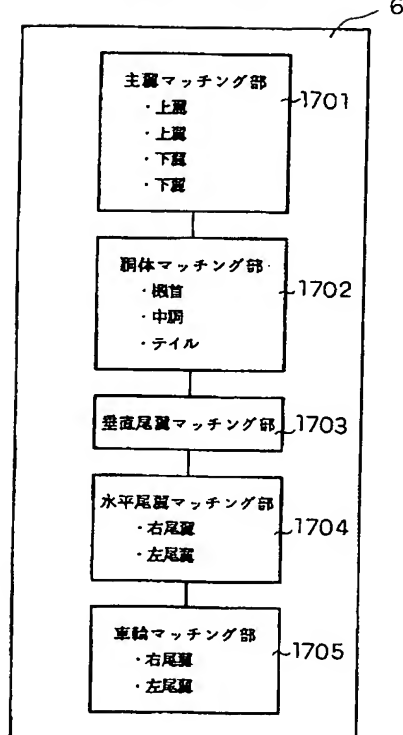 6
主翼マッチング部
・上翼
・上翼
・下翼
・下翼
1701
胴体マッチング部
・機首
・中胴
・テイル
1702
垂直尾翼マッチング部
1703
水平尾翼マッチング部
・右尾翼
・左尾翼
1704
車輪マッチング部
・右尾翼
・左尾翼
1705